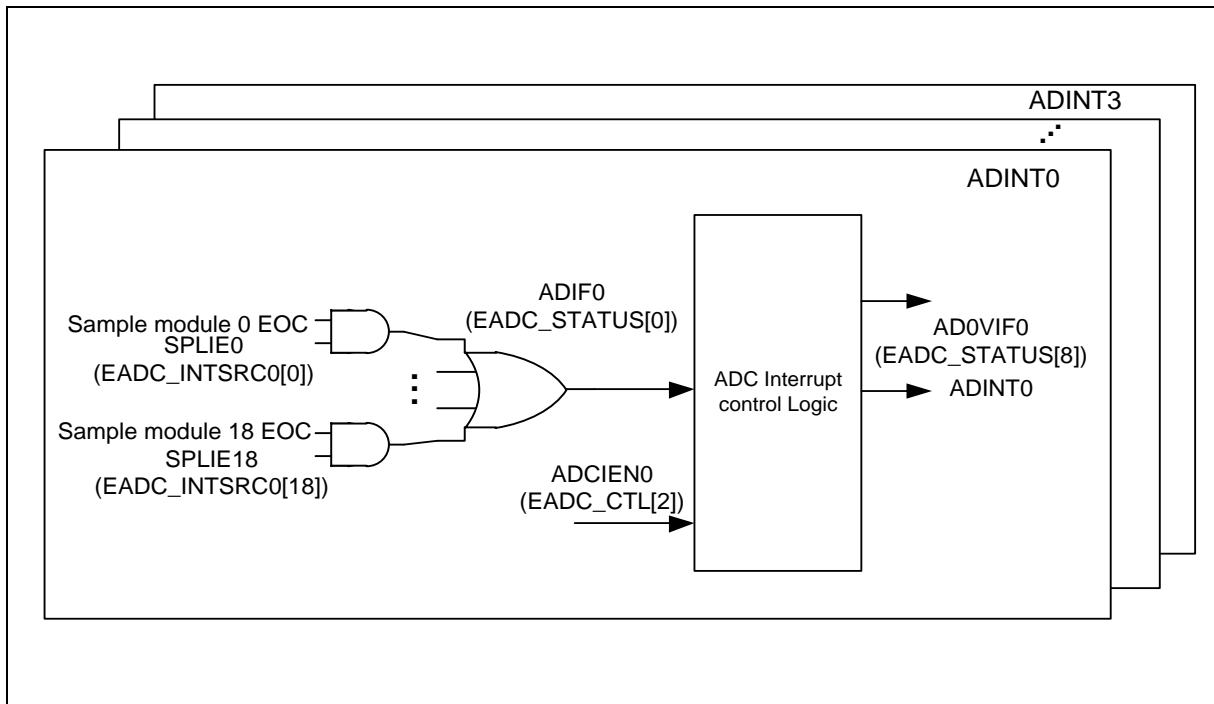 ADINT3
ADINT0
ADIF0
(EADC_STATUS[0])
Sample module 0 EOC
SPLIE0
(EADC_INTSRC0[0])
Sample module 18 EOC
SPLIE18
(EADC_INTSRC0[18])
ADCIEN0
(EADC_CTL[2])
ADC Interrupt
control Logic
AD0VIF0
(EADC_STATUS[8])
ADINT0